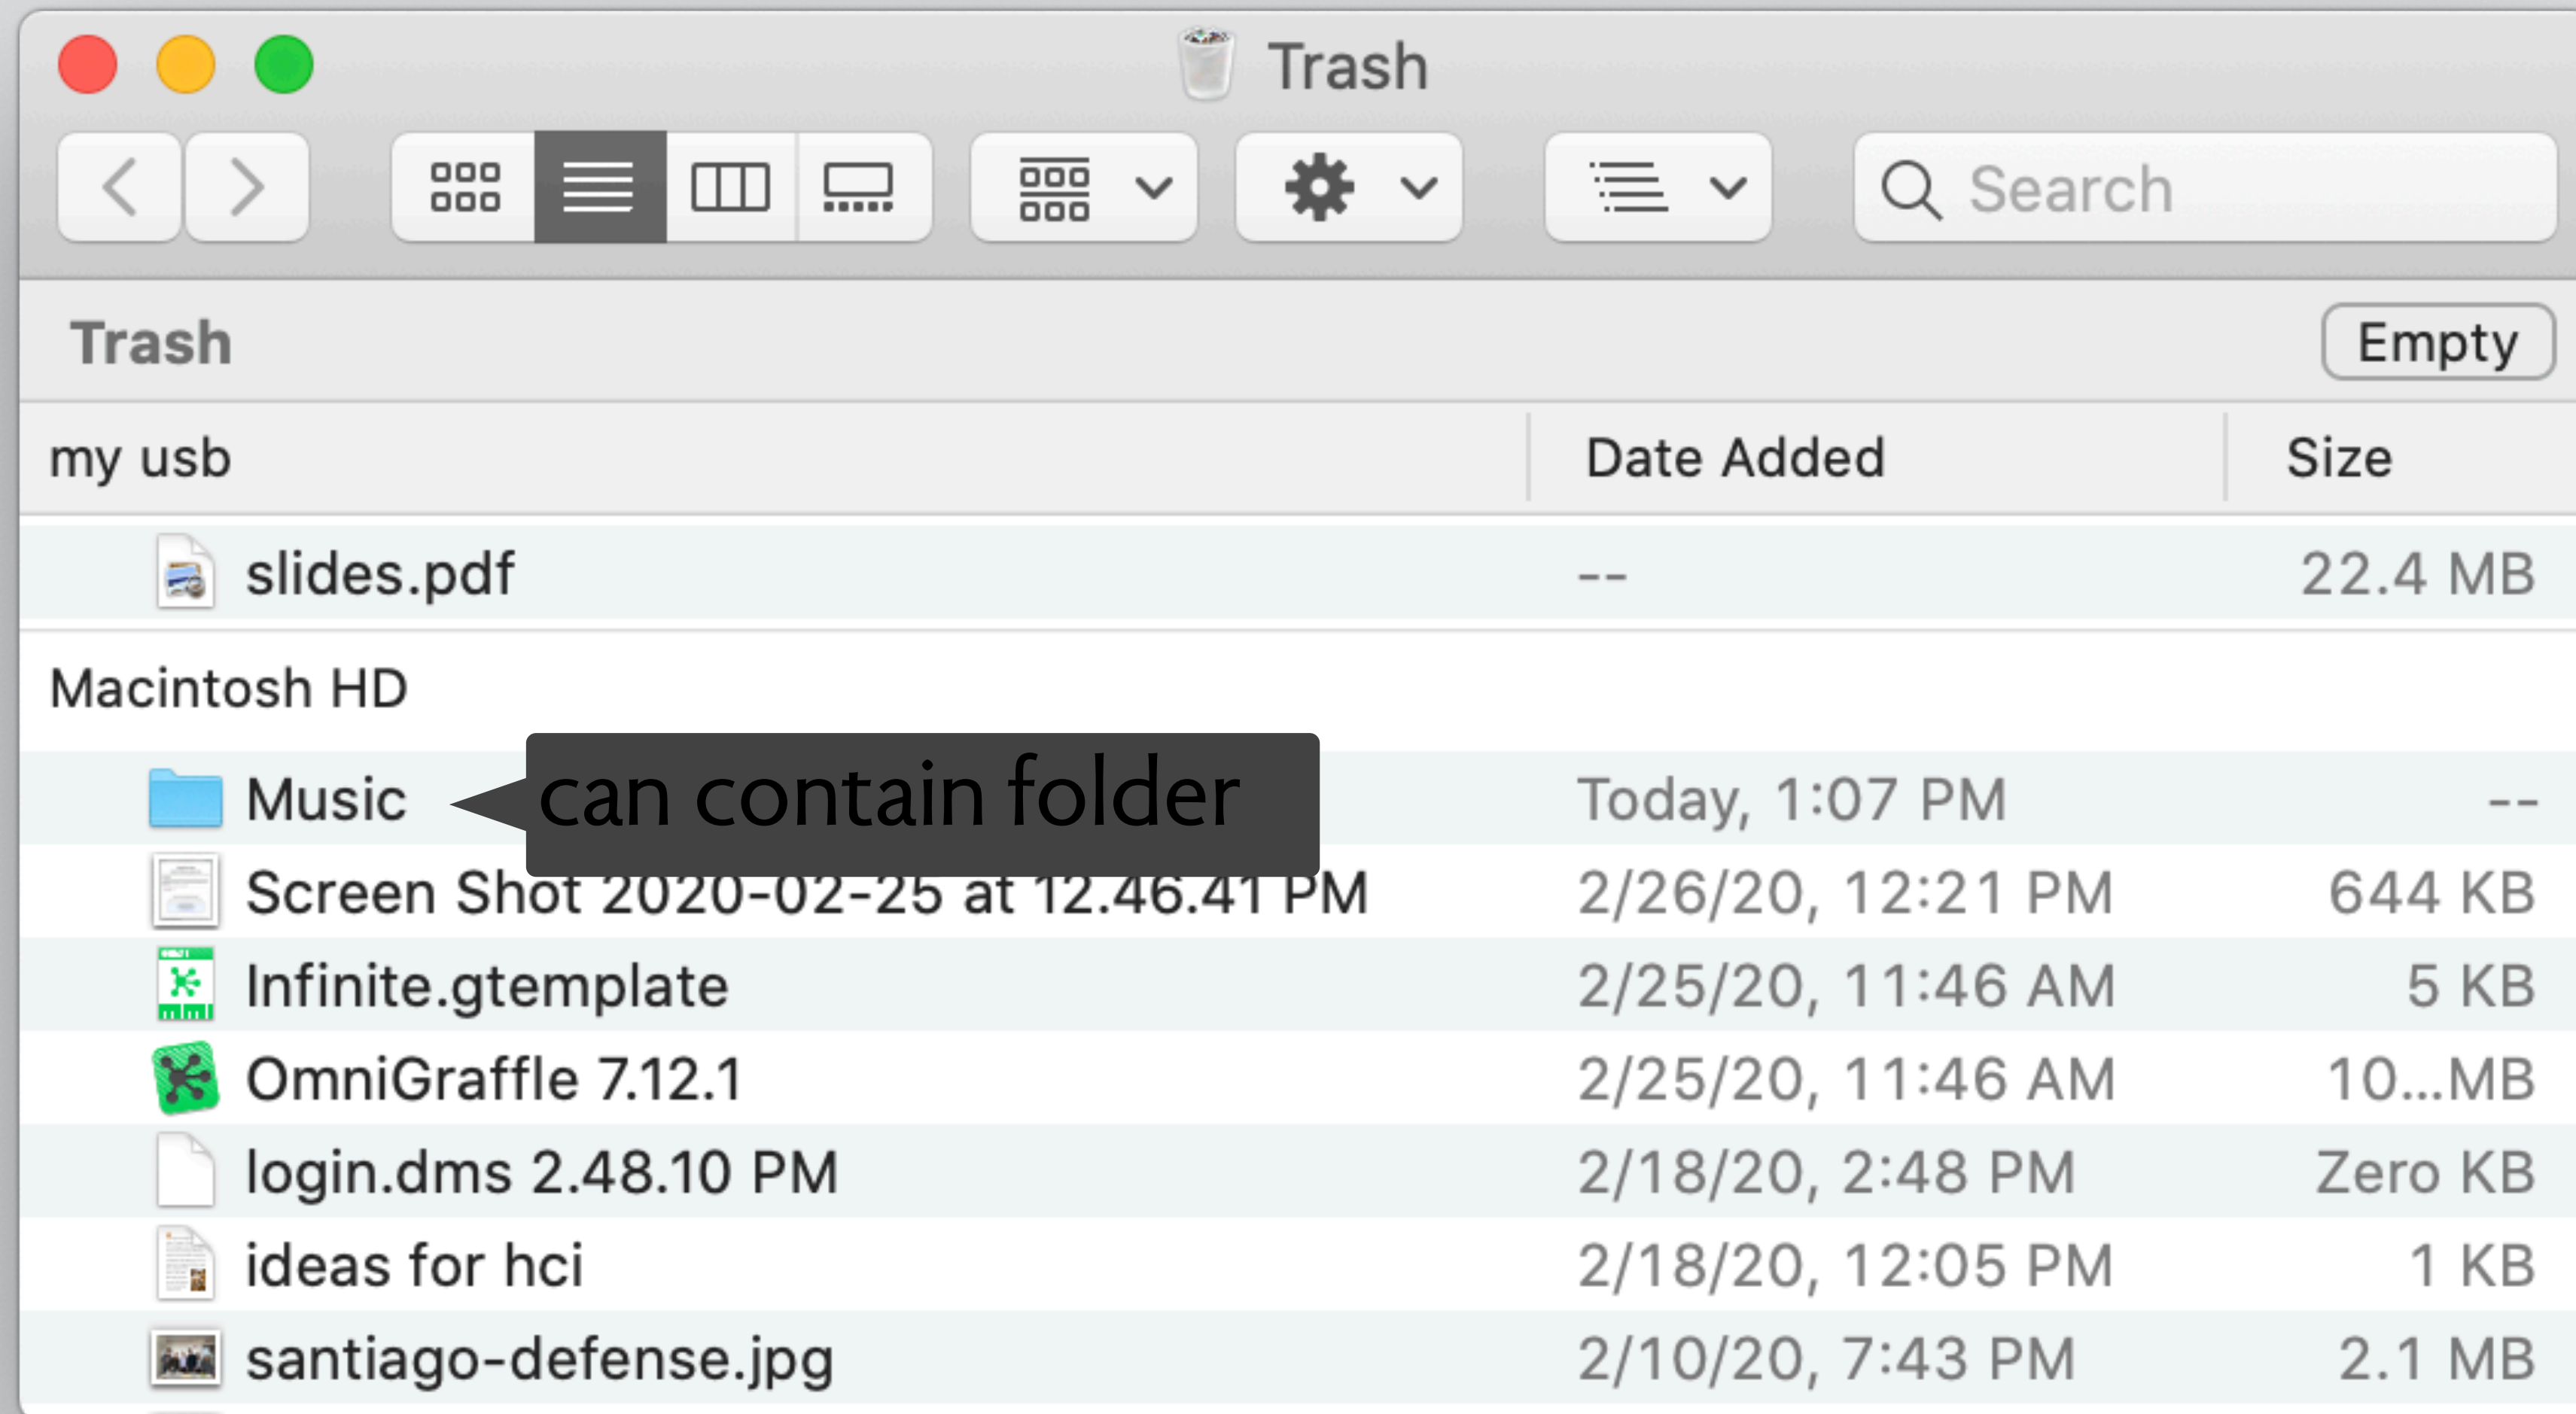 Trash
Search
Trash Empty
my usb Date Added Size
slides.pdf -- 22.4 MB
Macintosh HD
Music can contain folder Today, 1:07 PM --
Screen Shot 2020-02-25 at 12.46.41 PM 2/26/20, 12:21 PM 644 KB
Infinite.gtemplate 2/25/20, 11:46 AM 5 KB
OmniGraffle 7.12.1 2/25/20, 11:46 AM 10...MB
login.dms 2.48.10 PM 2/18/20, 2:48 PM Zero KB
ideas for hci 2/18/20, 12:05 PM 1 KB
santiago-defense.jpg 2/10/20, 7:43 PM 2.1 MB